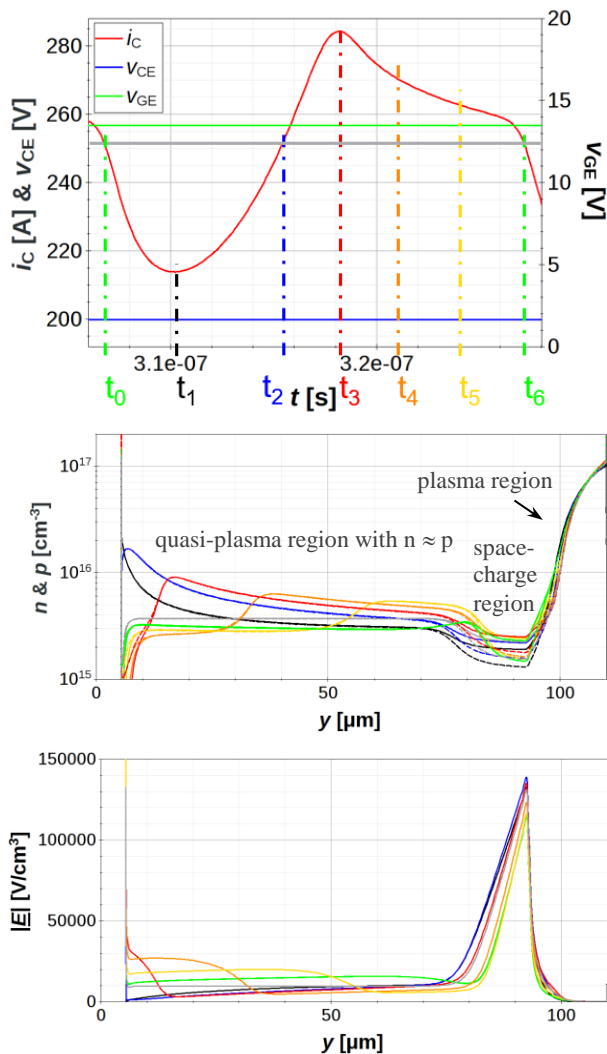 280
260
240
220
200
i_C [A] & v_CE [V]
i_C
v_CE
v_GE
20
15
10
5
0
v_GE [V]
3.1e-07
3.2e-07
t_0 t_1 t_2 t [s] t_3 t_4 t_5 t_6
10^17
10^16
10^15
n & p [cm^-3]
plasma region
quasi-plasma region with n ≈ p
space-
charge
region
0 50 100
y [µm]
150000
100000
50000
0
|E| [V/cm³]
0 50 100
y [µm]